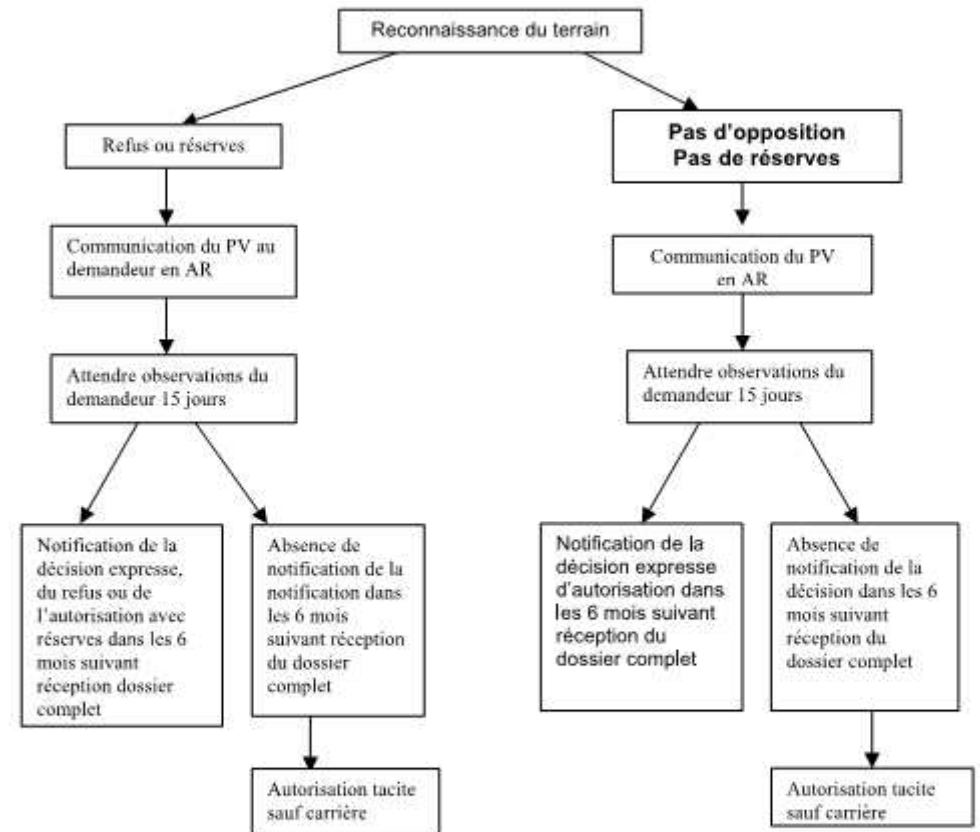 Reconnaissance du terrain
Refus ou réserves
Pas d'opposition
Pas de réserves
Communication du PV au
demandeur en AR
Communication du PV
en AR
Attendre observations du
demandeur 15 jours
Attendre observations du
demandeur 15 jours
Notification de la
décision expresse,
du refus ou de
l'autorisation avec
réserves dans les 6
mois suivant
réception dossier
complet
Absence de
notification de la
notification dans
les 6 mois
suivant réception
du dossier
complet
Notification de la
décision expresse
d'autorisation dans
les 6 mois suivant
réception du
dossier complet
Absence de
notification de la
décision dans les 6
mois suivant
réception du
dossier complet
Autorisation tacite
sauf carrière
Autorisation tacite
sauf carrière